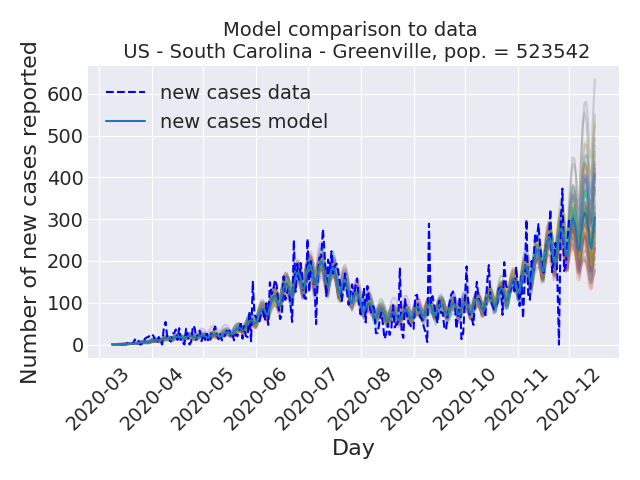 Model comparison to data
US - South Carolina - Greenville, pop. = 523542
Number of new cases reported
600
500
400
300
200
100
0
new cases data
new cases model
2020-03
2020-04
2020-05
2020-06
2020-07
2020-08
2020-09
2020-10
2020-11
2020-12
Day